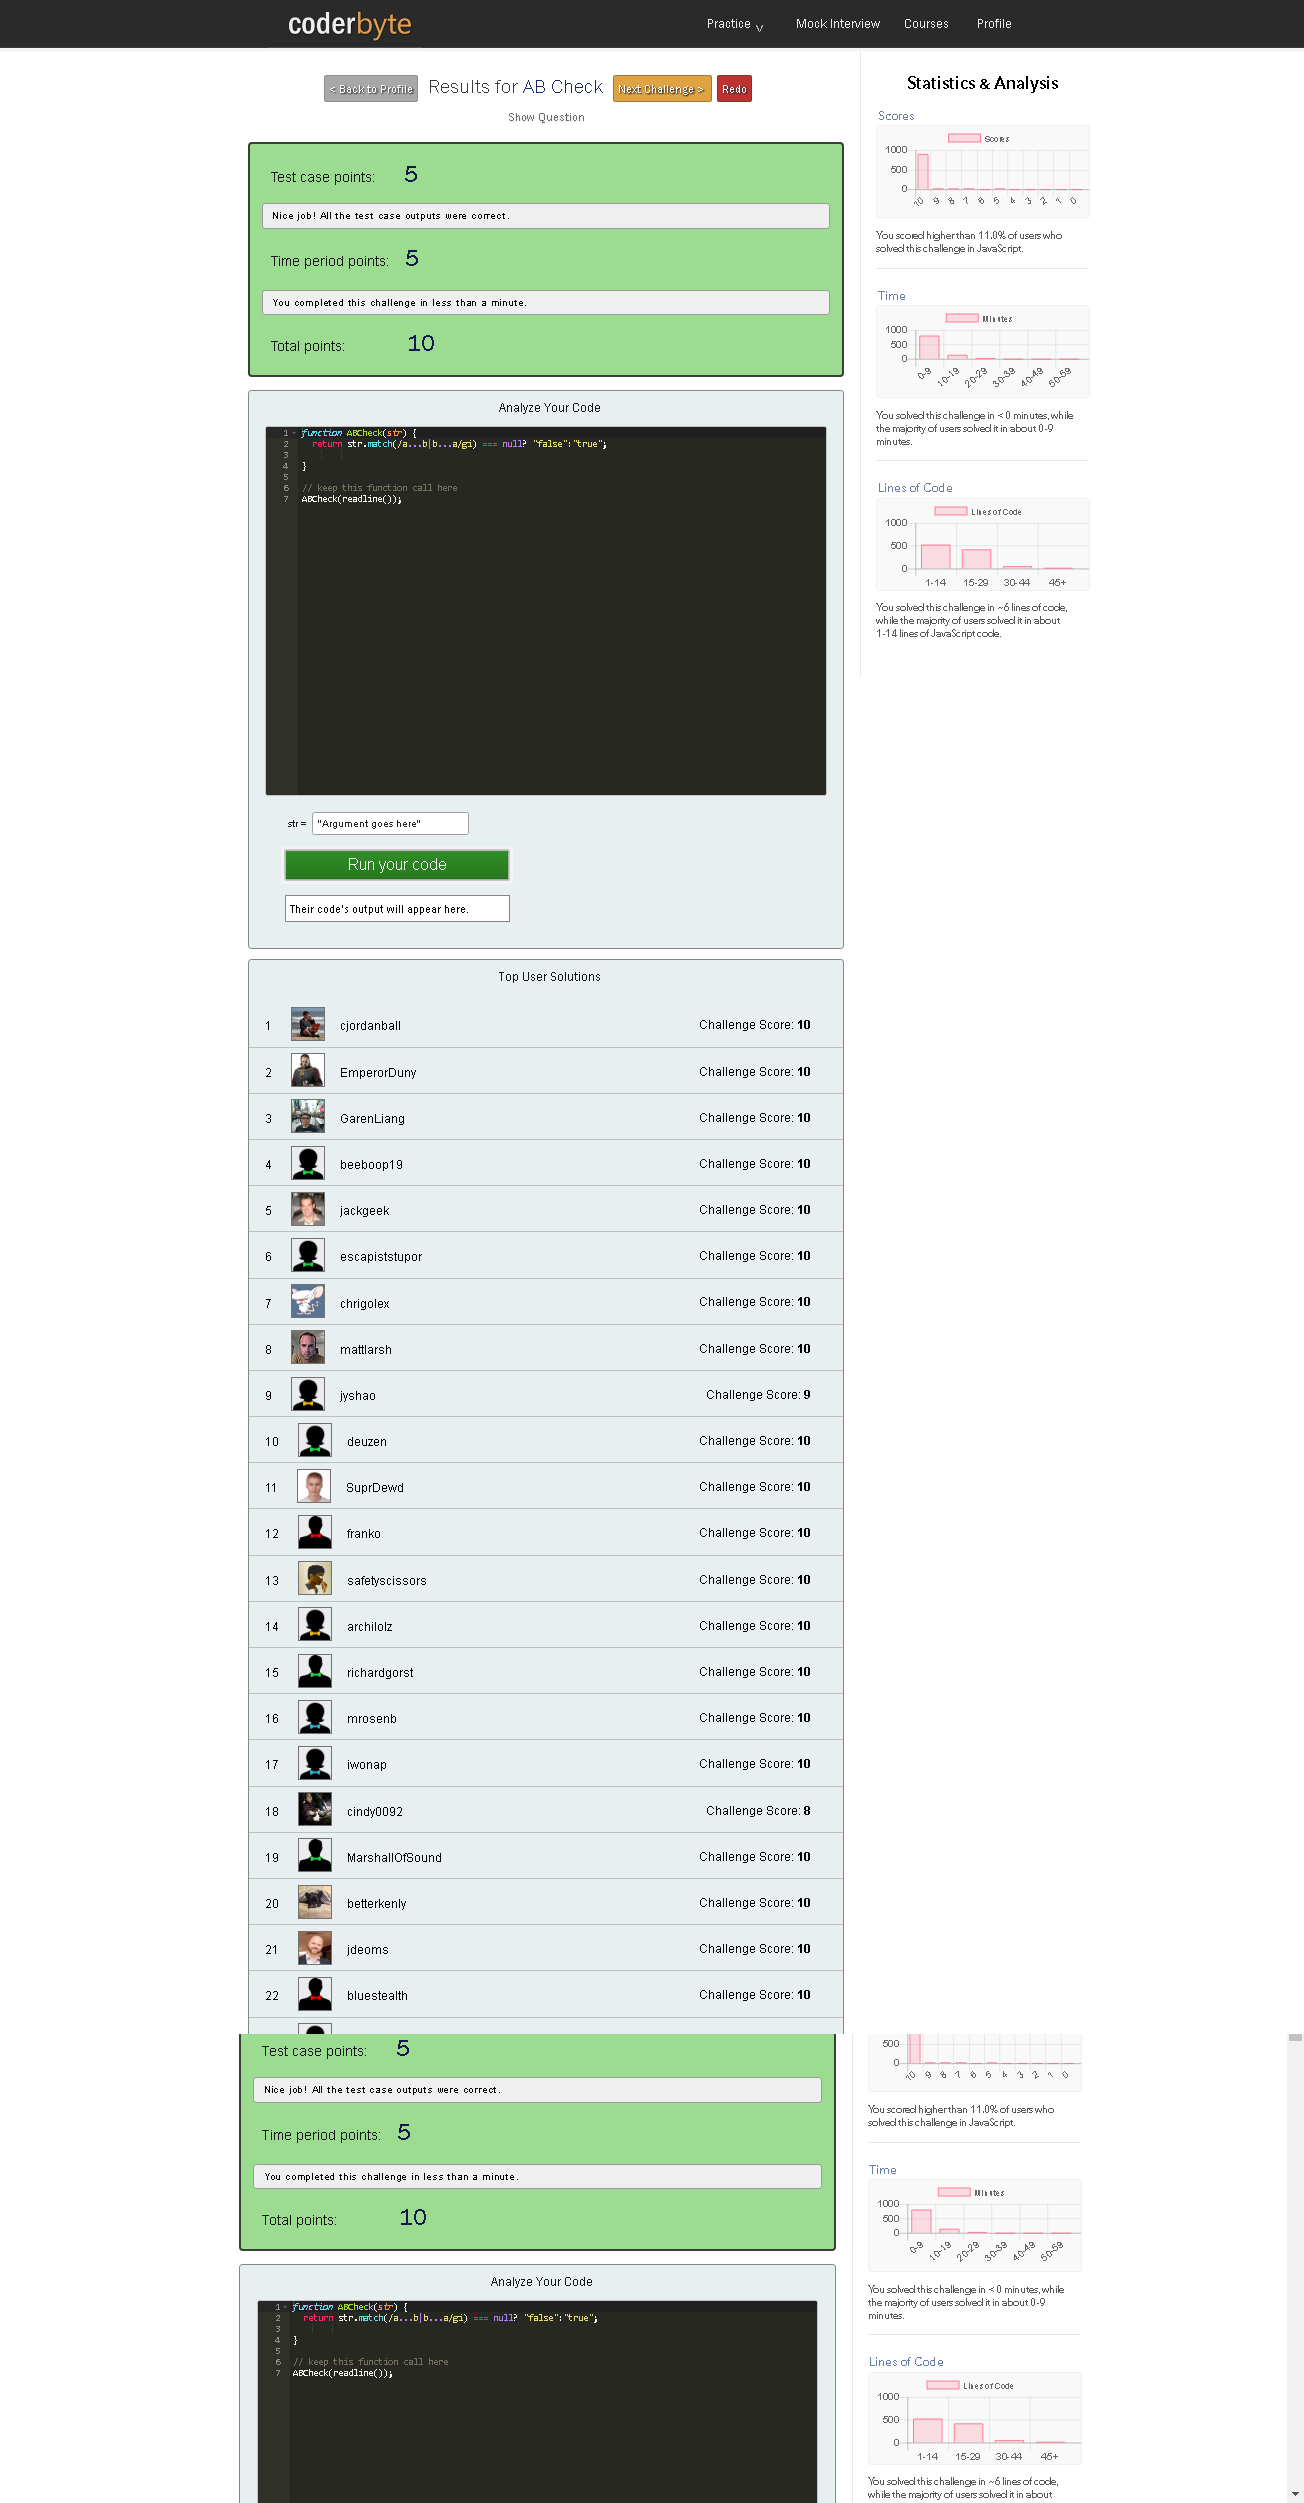 coderbyte
Practice v Mock Interview Courses Profile
< Back to Profile Results for AB Check Next Challenge > Redo
Show Question
Test case points: 5
Nice job! All the test case outputs were correct.
Time period points: 5
You completed this challenge in less than a minute.
Total points: 10
Analyze Your Code
1 function ABCheck(str) {
2 return str.match(/a...b|b...a/gi) === null? "false":"true";
3
4 }
5
6 // keep this function call here
7 ABCheck(readline());
str = "Argument goes here"
Run your code
Their code's output will appear here.
Top User Solutions
1 cjordanball Challenge Score: 10
2 EmperorDuny Challenge Score: 10
3 GarenLiang Challenge Score: 10
4 beeboop19 Challenge Score: 10
5 jackgeek Challenge Score: 10
6 escapiststupor Challenge Score: 10
7 chrigolex Challenge Score: 10
8 mattlarsh Challenge Score: 10
9 jyshao Challenge Score: 9
10 deuzen Challenge Score: 10
11 SuprDewd Challenge Score: 10
12 franko Challenge Score: 10
13 safetyscissors Challenge Score: 10
14 archilolz Challenge Score: 10
15 richardgorst Challenge Score: 10
16 mrosenb Challenge Score: 10
17 iwonap Challenge Score: 10
18 cindy0092 Challenge Score: 8
19 MarshallOfSound Challenge Score: 10
20 betterkenly Challenge Score: 10
21 jdeoms Challenge Score: 10
22 bluestealth Challenge Score: 10
Statistics & Analysis
Scores
Scores
1000
500
0
10 9 8 7 6 5 4 3 2 1 0
You scored higher than 11.0% of users who
solved this challenge in JavaScript.
Time
Minutes
1000
500
0
0-9 10-19 20-29 30-39 40-49 50-59
You solved this challenge in < 0 minutes, while
the majority of users solved it in about 0-9
minutes.
Lines of Code
Lines of Code
1000
500
0
1-14 15-29 30-44 45+
You solved this challenge in ~6 lines of code,
while the majority of users solved it in about
1-14 lines of JavaScript code.
Test case points: 5
Nice job! All the test case outputs were correct.
Time period points: 5
You completed this challenge in less than a minute.
Total points: 10
Analyze Your Code
1 function ABCheck(str) {
2 return str.match(/a...b|b...a/gi) === null? "false":"true";
3
4 }
5
6 // keep this function call here
7 ABCheck(readline());
500
0
10 9 8 7 6 5 4 3 2 1 0
You scored higher than 11.0% of users who
solved this challenge in JavaScript.
Time
Minutes
1000
500
0
0-9 10-19 20-29 30-39 40-49 50-59
You solved this challenge in < 0 minutes, while
the majority of users solved it in about 0-9
minutes.
Lines of Code
Lines of Code
1000
500
0
1-14 15-29 30-44 45+
You solved this challenge in ~6 lines of code,
while the majority of users solved it in about